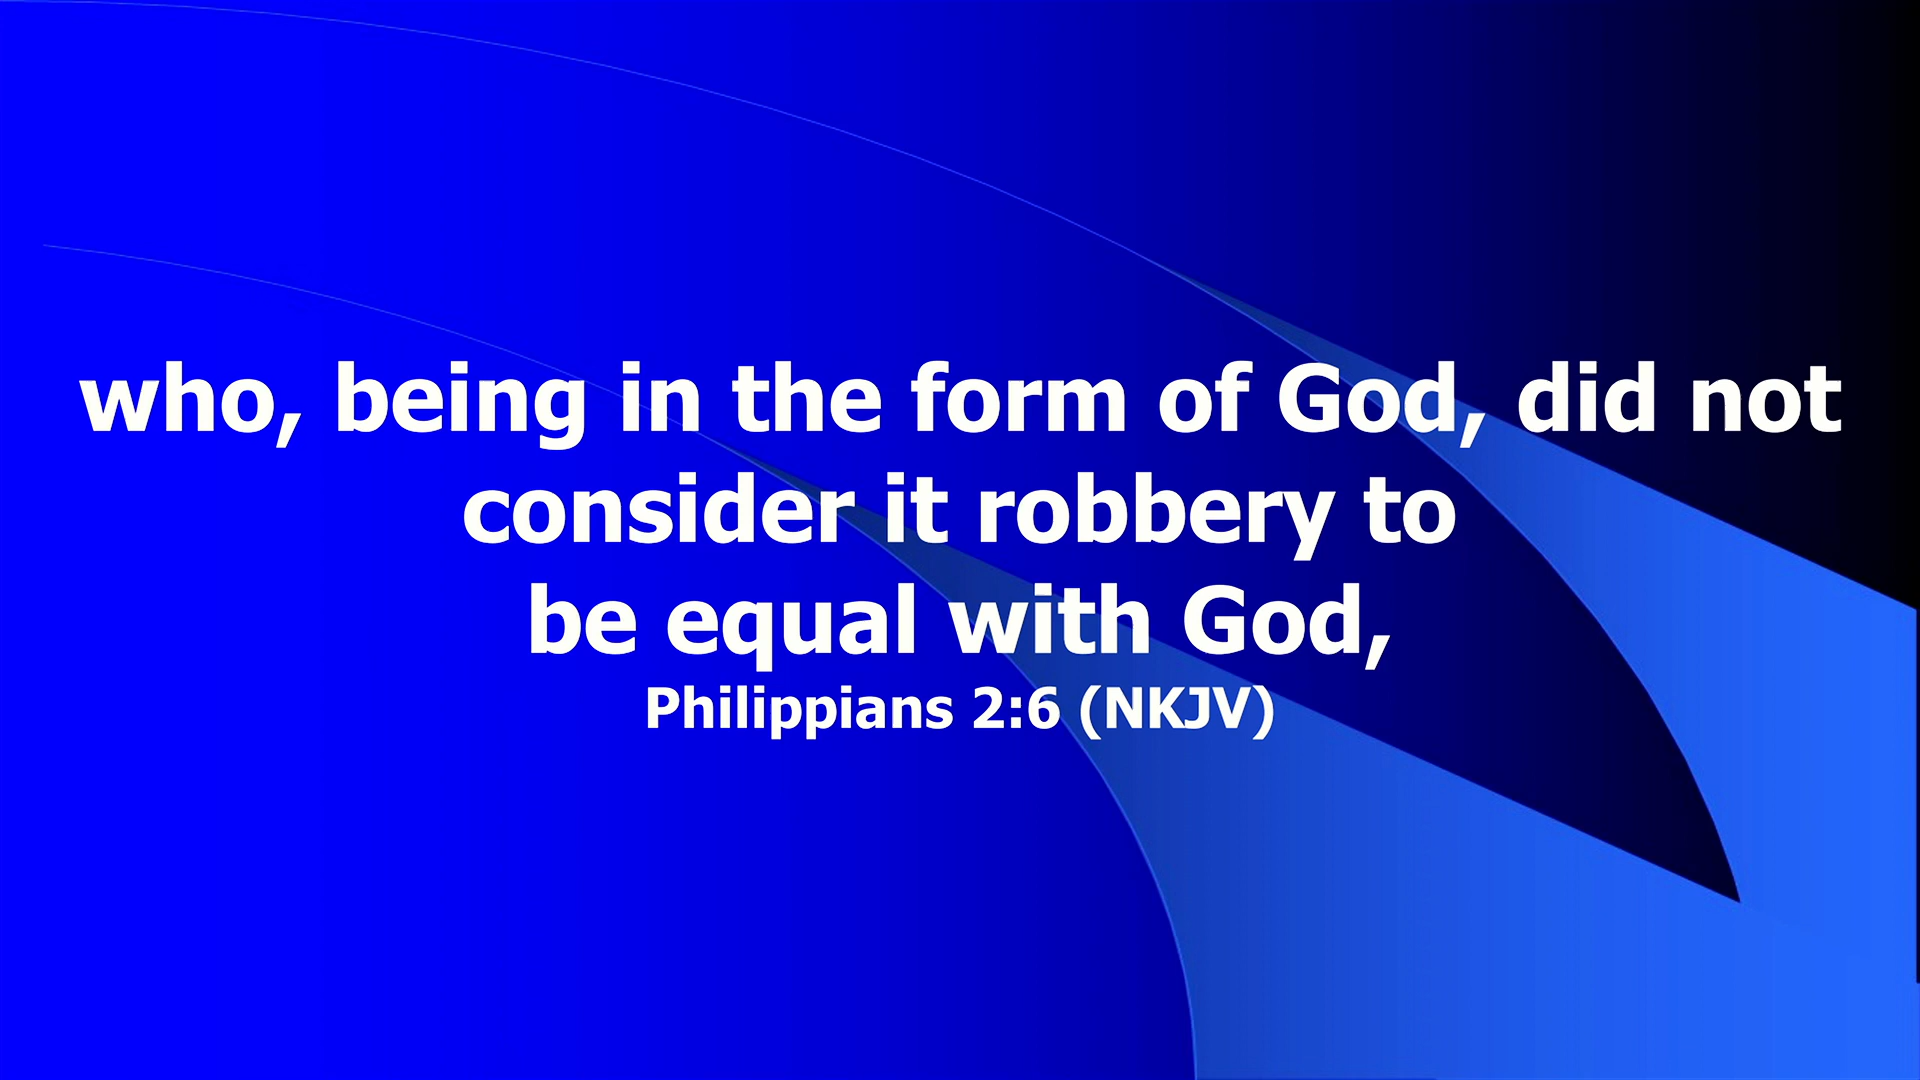 who, being in the form of God, did not
consider it robbery to
be equal with God,
Philippians 2:6 (NKJV)